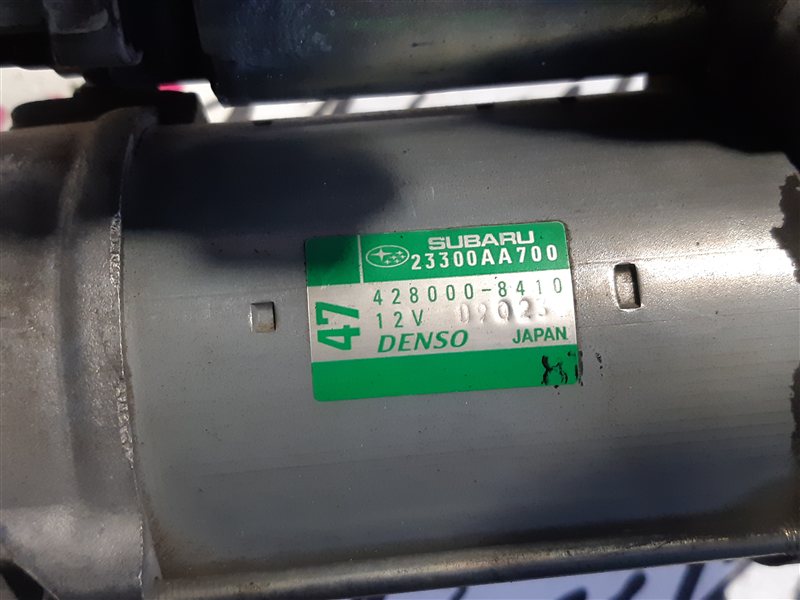 SUBARU
23300AA700
47
428000-8410
12V
DENSO JAPAN